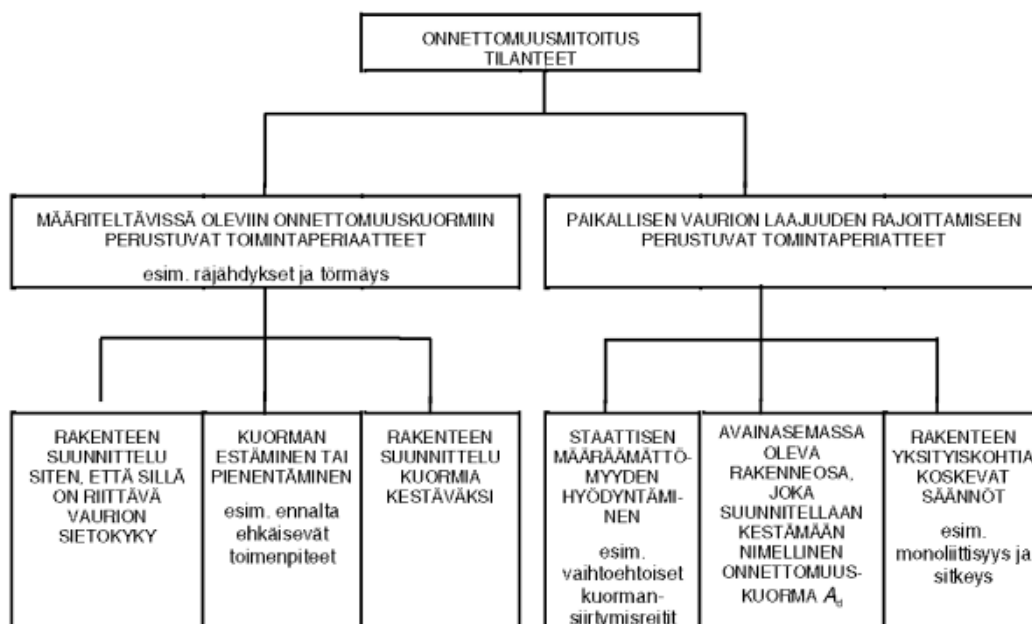 ONNETTOMUUSMITOITUS
TILANTEET
MÄÄRITELTÄVISSÄ OLEVIIN ONNETTOMUUSKUORMIIN
PERUSTUVAT TOIMINTAPERIAATTEET
esim. räjähdykset ja törmäys
PAIKALLISEN VAURION LAAJUUDEN RAJOITTAMISEEN
PERUSTUVAT TOMINTAPERIATTEET
RAKENTEEN
SUUNNITTELU
SITEN, ETTÄ SILLÄ
ON RIITTÄVÄ
VAURION
SIETOKYKY
KUORMAN
ESTÄMINEN TAI
PIENENTÄMINEN
esim. ennalta
ehkäisevät
toimenpiteet
RAKENTEEN
SUUNNITTELU
KUORMIA
KESTÄVÄKSI
STAATTISEN
MÄÄRÄÄMÄTTÖ-
MYYDEN
HYÖDYNTÄMI-
NEN
esim.
vaihtoehtoiset
kuorman-
siirtymisreitit
AVAINASEMASSA
OLEVA
RAKENNEOSA,
JOKA
SUUNNITELLAAN
KESTÄMÄÄN
NIMELLINEN
ONNETTOMUUS-
KUORMA Ad
RAKENTEEN
YKSITYISKOHTIA
KOSKEVAT
SÄÄNNÖT
esim.
monoliittisyys ja
sitkeys